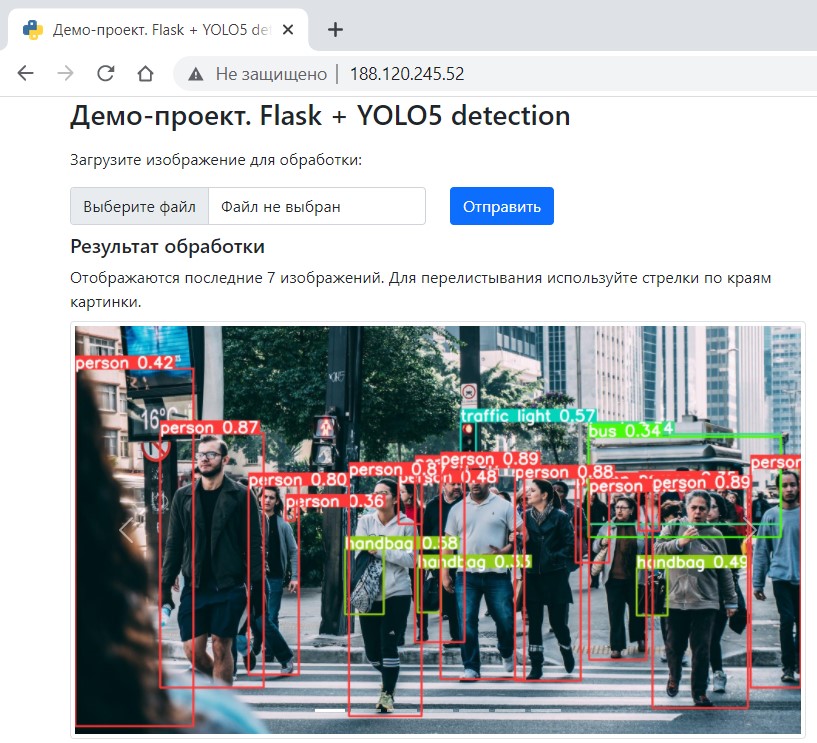 Демо-проект. Flask + YOLO5 de
Не защищено | 188.120.245.52
Демо-проект. Flask + YOLO5 detection
Загрузите изображение для обработки:
Выберите файл Файл не выбран Отправить
Результат обработки
Отображаются последние 7 изображений. Для перелистывания используйте стрелки по краям
картинки.
person 0.42
16°C
person 0.87
traffic light 0.57
bus 0.34
person 0.89
person 0.8
0.48
person 0.88
person
person 0.80
person
person 0.89
person 0.36
handbag 0.58
handbag 0.33
handbag 0.49